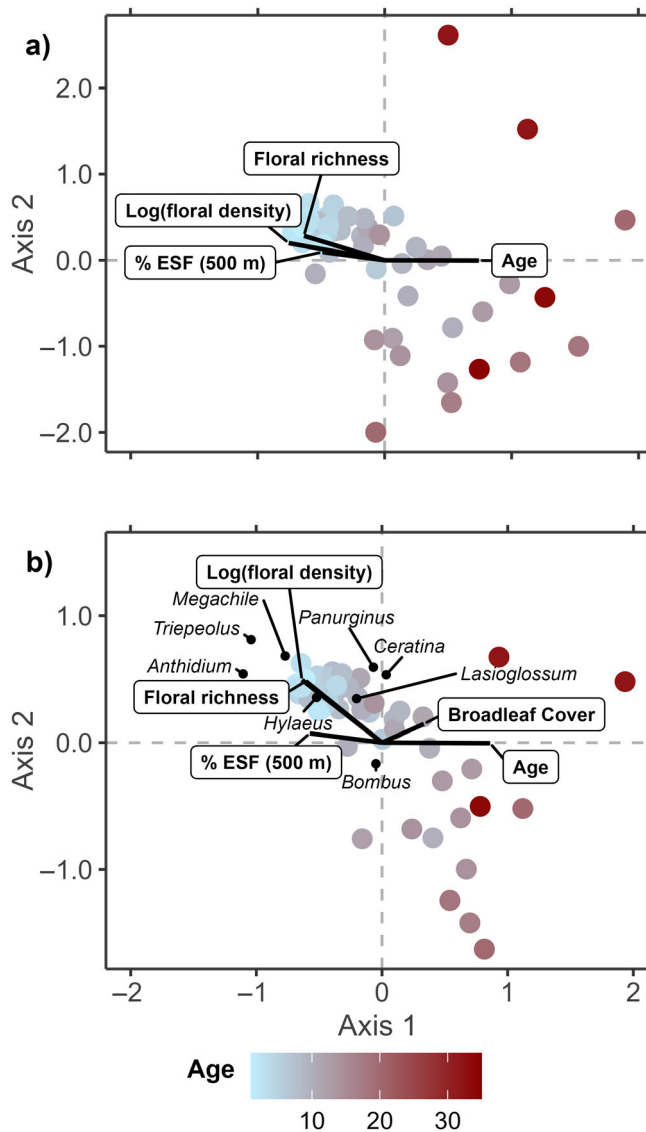 a)
2.0
1.0
0.0
−1.0
−2.0
Axis 2
Floral richness
Log(floral density)
% ESF (500 m)
Age
b)
1.0
0.0
−1.0
Axis 2
Log(floral density)
Megachile
Panurginus
Triepeolus
Ceratina
Anthidium
Lasioglossum
Floral richness
Hylaeus
Broadleaf Cover
% ESF (500 m)
Age
Bombus
−2 −1 0 1 2
Axis 1
Age
10 20 30